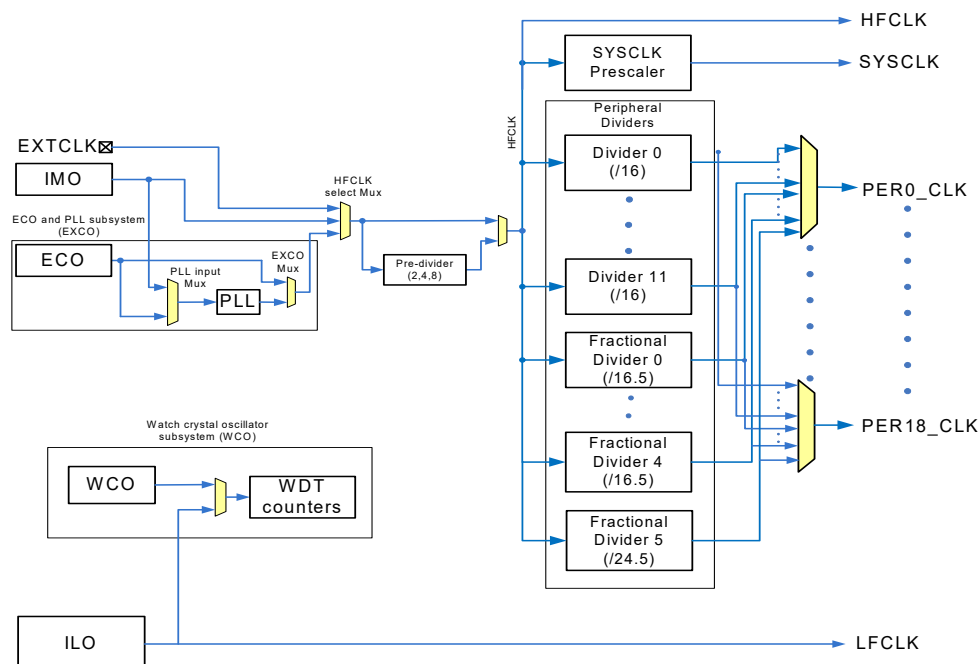 HFCLK
SYSCLK
Prescaler
SYSCLK
Peripheral
Dividers
HFCLK
EXTCLK
IMO
HFCLK
select Mux
Divider 0
(/16)
PER0_CLK
ECO and PLL subsystem
(EXCO)
ECO
PLL input
Mux
PLL
EXCO
Mux
Pre-divider
(2,4,8)
Divider 11
(/16)
Fractional
Divider 0
(/16.5)
Watch crystal oscillator
subsystem (WCO)
WCO
WDT
counters
Fractional
Divider 4
(/16.5)
PER18_CLK
Fractional
Divider 5
(/24.5)
ILO
LFCLK